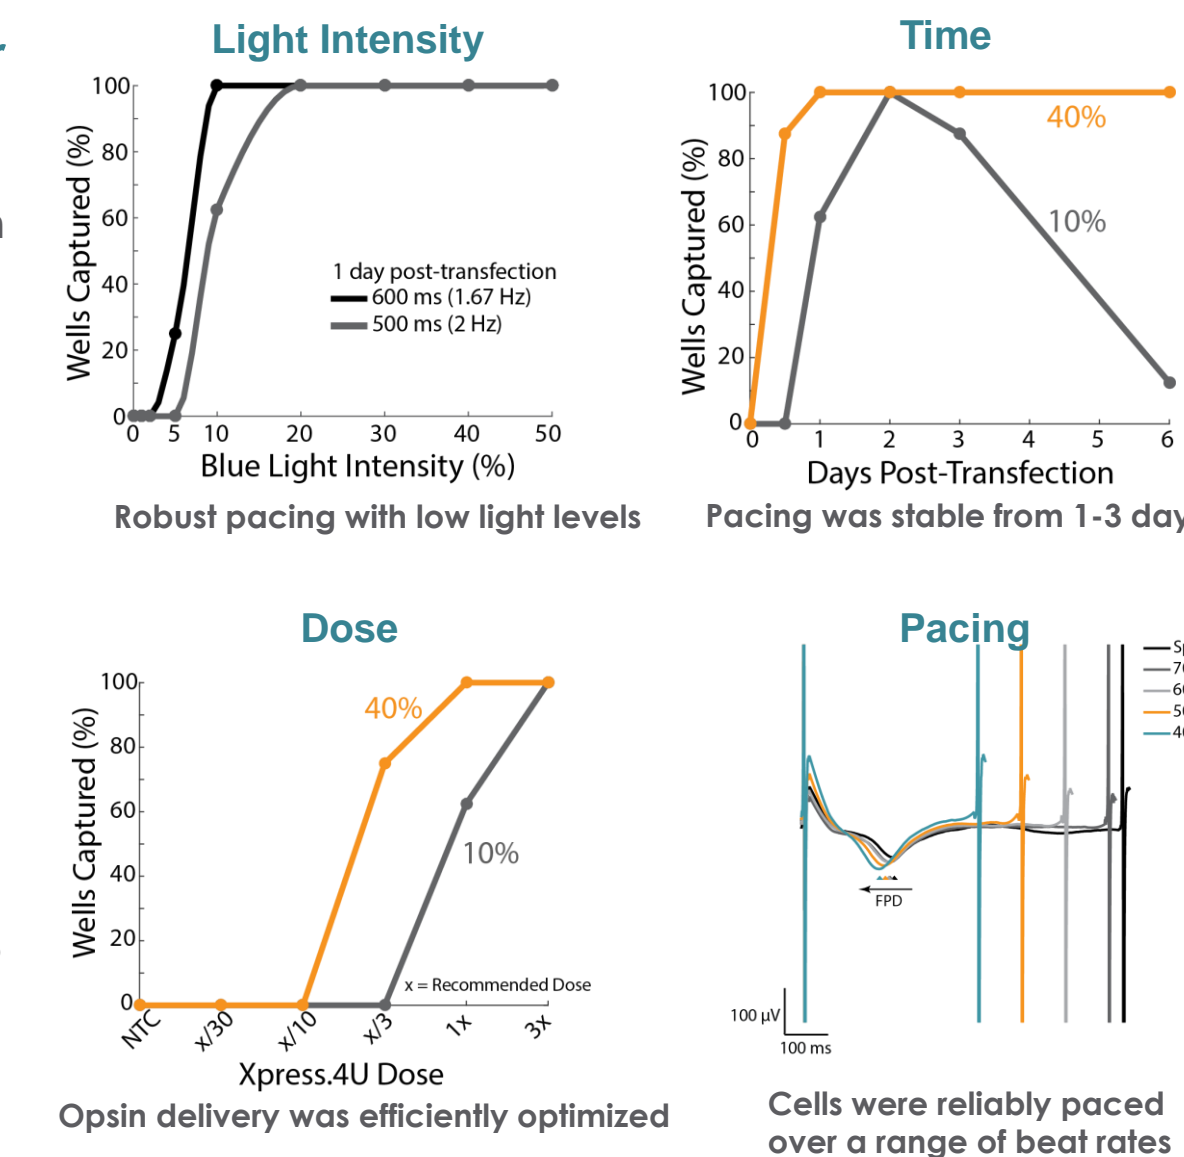 Light Intensity
Wells Captured (%)
100
80
60
40
20
0
0 5 10 20 30 40 50
1 day post-transfection
600 ms (1.67 Hz)
500 ms (2 Hz)
Blue Light Intensity (%)
Robust pacing with low light levels
Time
Wells Captured (%)
100
80
60
40
20
0
0 1 2 3 4 5 6
40%
10%
Days Post-Transfection
Pacing was stable from 1-3 day
Dose
Wells Captured (%)
100
80
60
40
20
0
40%
10%
x = Recommended Dose
NTC x/30 x/10 x/3 1x 3x
Xpress.4U Dose
Opsin delivery was efficiently optimized
Pacing
FPD
100 µV
100 ms
Cells were reliably paced
over a range of beat rates